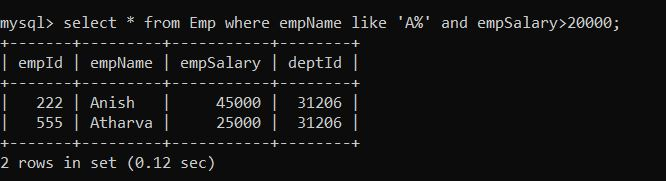 mysql> select * from Emp where empName like 'A%' and empSalary>20000;
+-------+---------+-----------+--------+
| empId | empName | empSalary | deptId |
+-------+---------+-----------+--------+
|   222 | Anish   |     45000 |  31206 |
|   555 | Atharva |     25000 |  31206 |
+-------+---------+-----------+--------+
2 rows in set (0.12 sec)